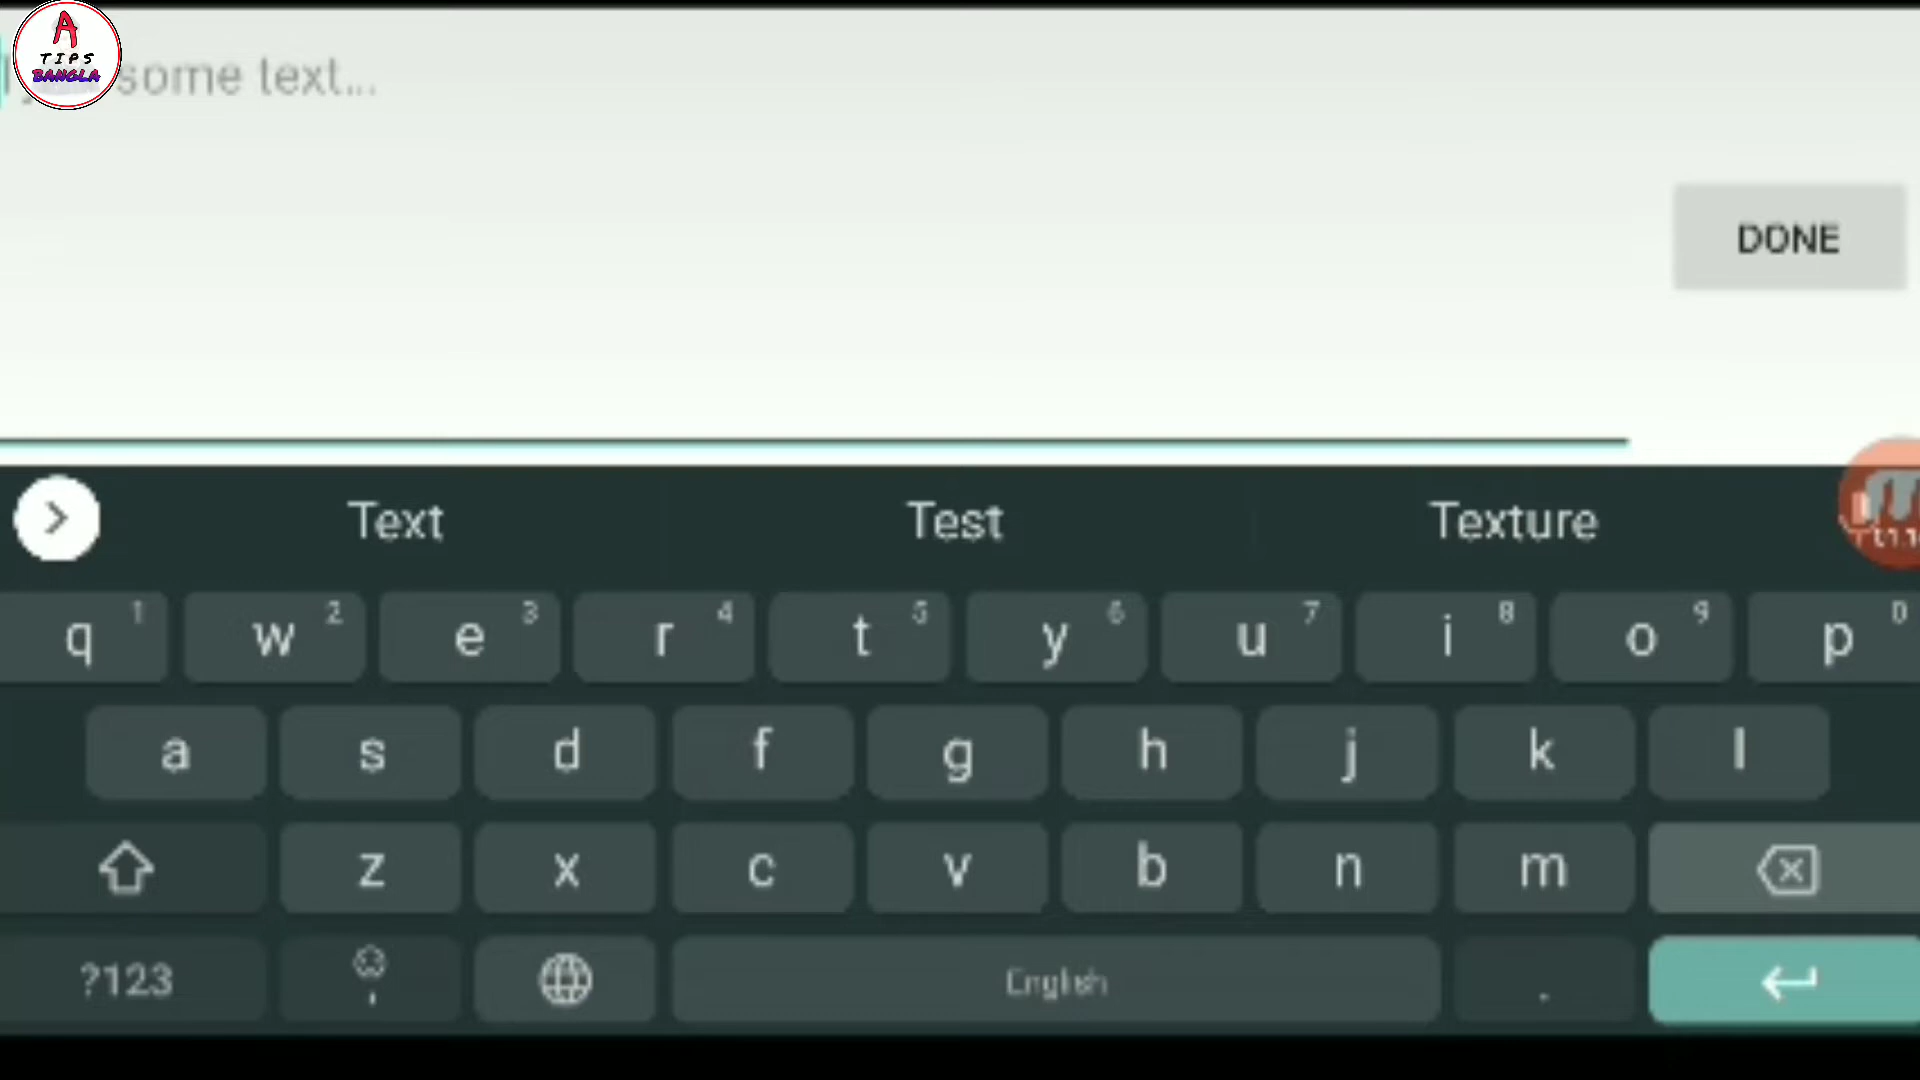 A
TIPS
BANGLA
some text...
DONE
Text
Test
Texture
q 1 w 2 e 3 r 4 t 5 y 6 u 7 i 8 o 9 p 0
a s d f g h j k l
z x c v b n m
?123 , English .